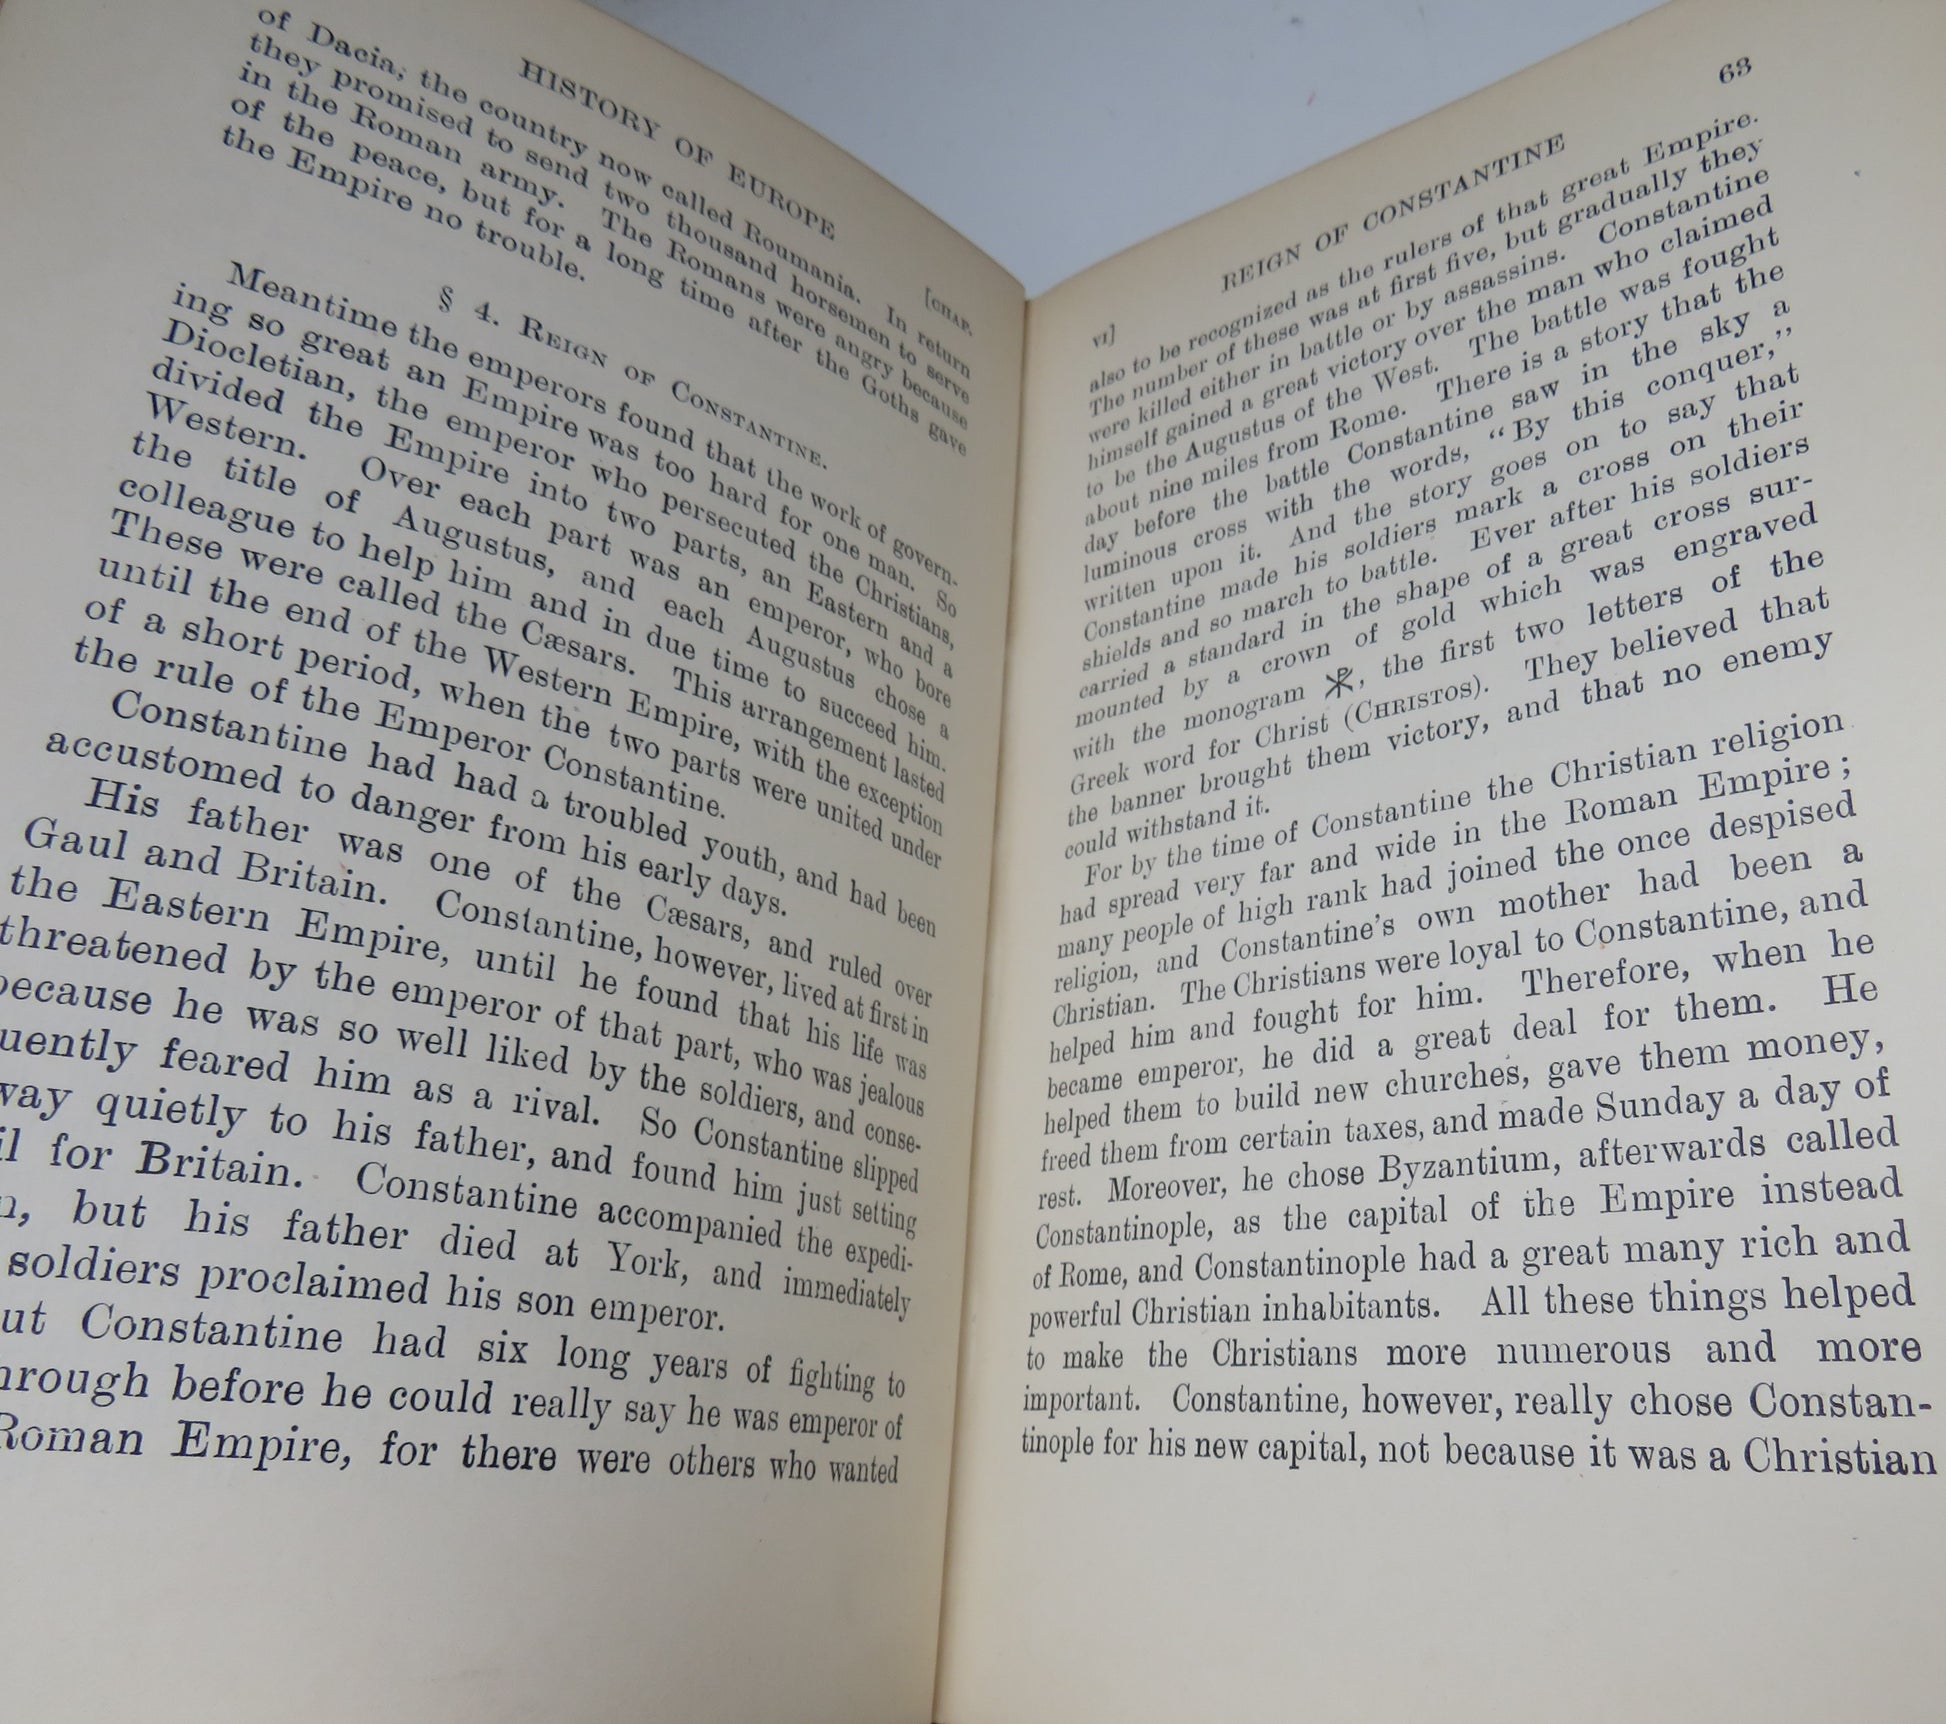 HISTORY OF EUROPE
[CHAP.
of Dacia, the country now called Roumania. In return
they promised to send two thousand horsemen to serve
in the Roman army. The Romans were angry because
of the peace, but for a long time after the Goths gave
the Empire no trouble.
§ 4. REIGN OF CONSTANTINE.
Meantime the emperors found that the work of govern-
ing so great an Empire was too hard for one man. So
Diocletian, the emperor who persecuted the Christians,
divided the Empire into two parts, an Eastern and a
Western. Over each part was an emperor, who bore
the title of Augustus, and each Augustus chose a
colleague to help him and in due time to succeed him.
These were called the Cæsars. This arrangement lasted
until the end of the Western Empire, with the exception
of a short period, when the two parts were united under
the rule of the Emperor Constantine.
Constantine had had a troubled youth, and had been
accustomed to danger from his early days.
His father was one of the Cæsars, and ruled over
Gaul and Britain. Constantine, however, lived at first in
the Eastern Empire, until he found that his life was
threatened by the emperor of that part, who was jealous
because he was so well liked by the soldiers, and conse-
uently feared him as a rival. So Constantine slipped
way quietly to his father, and found him just setting
il for Britain. Constantine accompanied the expedi-
n, but his father died at York, and immediately
soldiers proclaimed his son emperor.
ut Constantine had six long years of fighting to
hrough before he could really say he was emperor of
Roman Empire, for there were others who wanted
VI]
REIGN OF CONSTANTINE
63
also to be recognized as the rulers of that great Empire.
The number of these was at first five, but gradually they
were killed either in battle or by assassins. Constantine
himself gained a great victory over the man who claimed
to be the Augustus of the West. The battle was fought
about nine miles from Rome. There is a story that the
day before the battle Constantine saw in the sky a
luminous cross with the words, "By this conquer,"
written upon it. And the story goes on to say that
Constantine made his soldiers mark a cross on their
shields and so march to battle. Ever after his soldiers
carried a standard in the shape of a great cross sur-
mounted by a crown of gold which was engraved
with the monogram ☧, the first two letters of the
Greek word for Christ (CHRISTOS). They believed that
the banner brought them victory, and that no enemy
could withstand it.
For by the time of Constantine the Christian religion
had spread very far and wide in the Roman Empire;
many people of high rank had joined the once despised
religion, and Constantine's own mother had been a
Christian. The Christians were loyal to Constantine, and
helped him and fought for him. Therefore, when he
became emperor, he did a great deal for them. He
helped them to build new churches, gave them money,
freed them from certain taxes, and made Sunday a day of
rest. Moreover, he chose Byzantium, afterwards called
Constantinople, as the capital of the Empire instead
of Rome, and Constantinople had a great many rich and
powerful Christian inhabitants. All these things helped
to make the Christians more numerous and more
important. Constantine, however, really chose Constan-
tinople for his new capital, not because it was a Christian